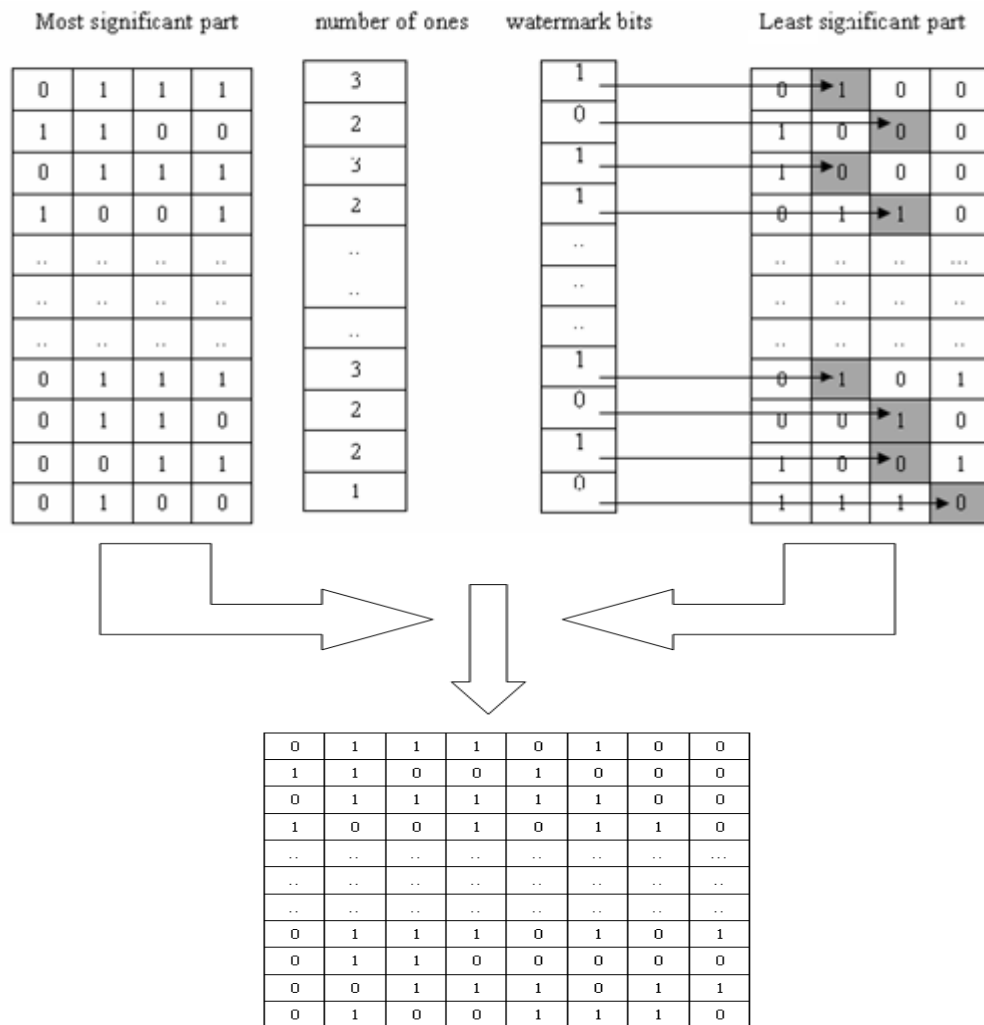 Most significant part number of ones watermark bits Least significant part
0 1 1 1 3 1 0 1 0 0
1 1 0 0 2 0 1 0 0 0
0 1 1 1 3 1 1 0 0 0
1 0 0 1 2 1 0 1 1 0
.. .. .. .. .. .. .. .. .. ...
.. .. .. .. .. .. .. .. .. ..
.. .. .. .. .. .. .. .. .. ..
0 1 1 1 3 1 0 1 0 1
0 1 1 0 2 0 0 0 1 0
0 0 1 1 2 1 1 0 0 1
0 1 0 0 1 0 1 1 1 0
0 1 1 1 0 1 0 0
1 1 0 0 1 0 0 0
0 1 1 1 1 1 0 0
1 0 0 1 0 1 1 0
.. .. .. .. .. .. .. ...
.. .. .. .. .. .. .. ..
.. .. .. .. .. .. .. ..
0 1 1 1 0 1 0 1
0 1 1 0 0 0 0 0
0 0 1 1 1 0 1 1
0 1 0 0 1 1 1 0